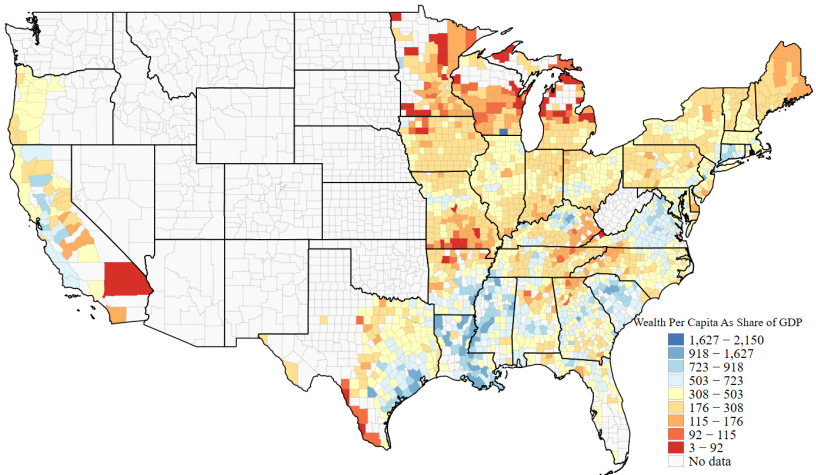 Wealth Per Capita As Share of GDP
1,627 − 2,150
918 − 1,627
723 − 918
503 − 723
308 − 503
176 − 308
115 − 176
92 − 115
3 − 92
No data